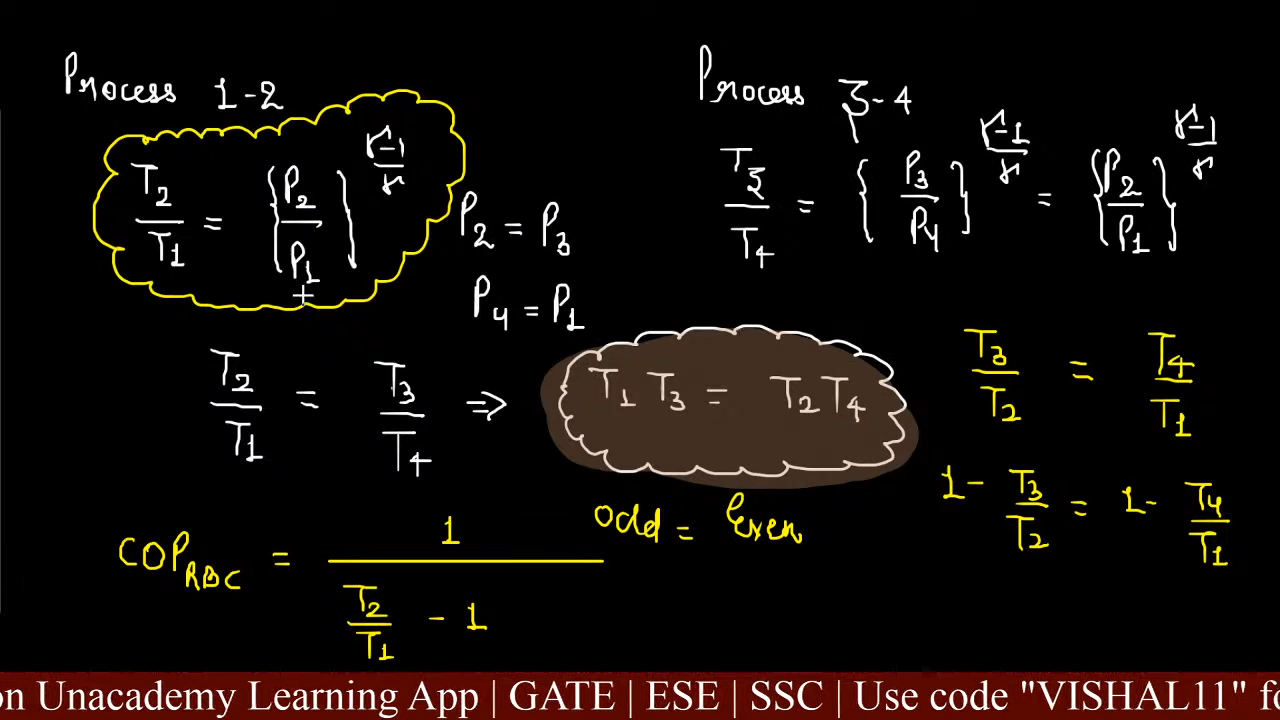 Process 1-2
T2/T1 = {P2/P1}^(γ-1)/γ
P2 = P3
P4 = P1
Process 3-4
T3/T4 = {P3/P4}^(γ-1)/γ = {P2/P1}^(γ-1)/γ
T2/T1 = T3/T4 ⇒ T1 T3 = T2 T4
odd = Even
T3/T2 = T4/T1
1 - T3/T2 = 1 - T4/T1
COP RBC = 1/(T2/T1 - 1)
on Unacademy Learning App | GATE | ESE | SSC | Use code "VISHAL11" fo